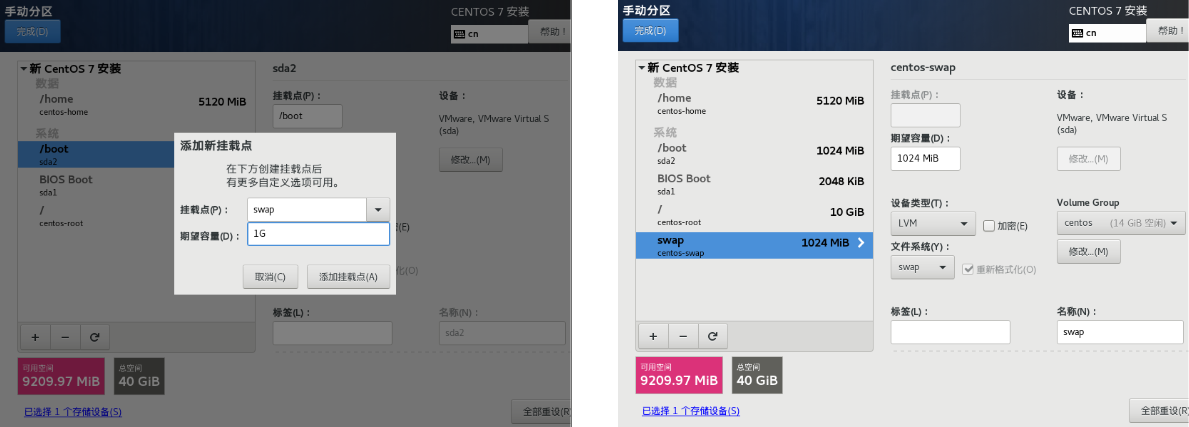 手动分区
完成(D)
CENTOS 7 安装
cn
帮助！
新 CentOS 7 安装
数据
/home
centos-home
5120 MiB
系统
/boot
sda2
BIOS Boot
sda1
/
centos-root
sda2
挂载点(P)：
/boot
设备：
VMware, VMware Virtual S
(sda)
修改...(M)
添加新挂载点
在下方创建挂载点后
有更多自定义选项可用。
挂载点(P)：
swap
期望容量(D)：
1G
取消(C)
添加挂载点(A)
(E)
化(O)
标签(L)：
名称(N)：
sda2
可用空间
9209.97 MiB
总空间
40 GiB
已选择 1 个存储设备(S)
全部重设(R
手动分区
完成(D)
CENTOS 7 安装
cn
帮助！
新 CentOS 7 安装
数据
/home
centos-home
5120 MiB
系统
/boot
sda2
1024 MiB
BIOS Boot
sda1
2048 KiB
/
centos-root
10 GiB
swap
centos-swap
1024 MiB
centos-swap
挂载点(P)：
设备：
期望容量(D)：
1024 MiB
VMware, VMware Virtual S
(sda)
修改...(M)
设备类型(T)：
LVM
加密(E)
Volume Group
centos (14 GiB 空闲)
文件系统(Y)：
swap
重新格式化(O)
修改...(M)
标签(L)：
名称(N)：
swap
可用空间
9209.97 MiB
总空间
40 GiB
已选择 1 个存储设备(S)
全部重设(R